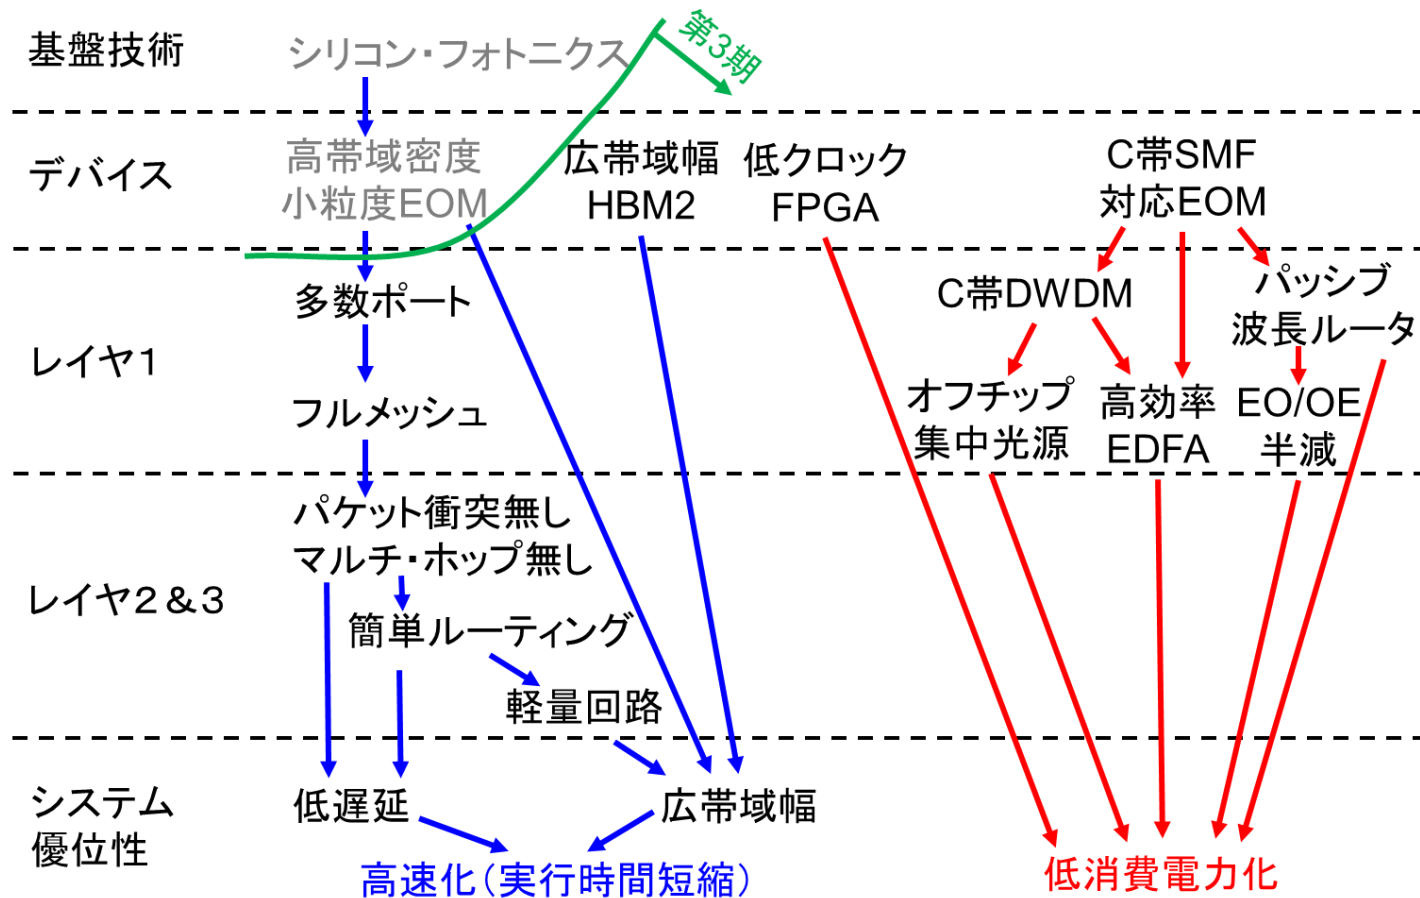 基盤技術
シリコン・フォトニクス
第3期
デバイス
高帯域密度
小粒度EOM
広帯域幅
HBM2
低クロック
FPGA
C帯SMF
対応EOM
レイヤ1
多数ポート
フルメッシュ
C帯DWDM
パッシブ
波長ルータ
オフチップ
集中光源
高効率
EDFA
EO/OE
半減
レイヤ2&3
パケット衝突無し
マルチ・ホップ無し
簡単ルーティング
軽量回路
システム
優位性
低遅延
広帯域幅
高速化(実行時間短縮)
低消費電力化